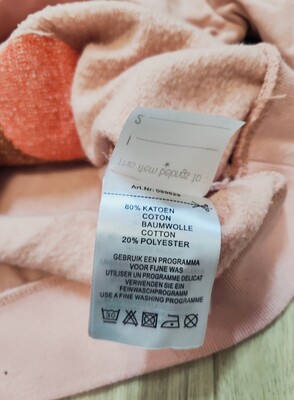 Art.Nr: 089629
80% KATOEN
COTON
BAUMWOLLE
COTTON
20% POLYESTER
GEBRUIK EEN PROGRAMMA
VOOR FIJNE WAS
UTILISER UN PROGRAMME DELICAT
VERWENDEN SIE EIN
FEINWASCHPROGRAMM
USE A FINE WASHING PROGRAMME